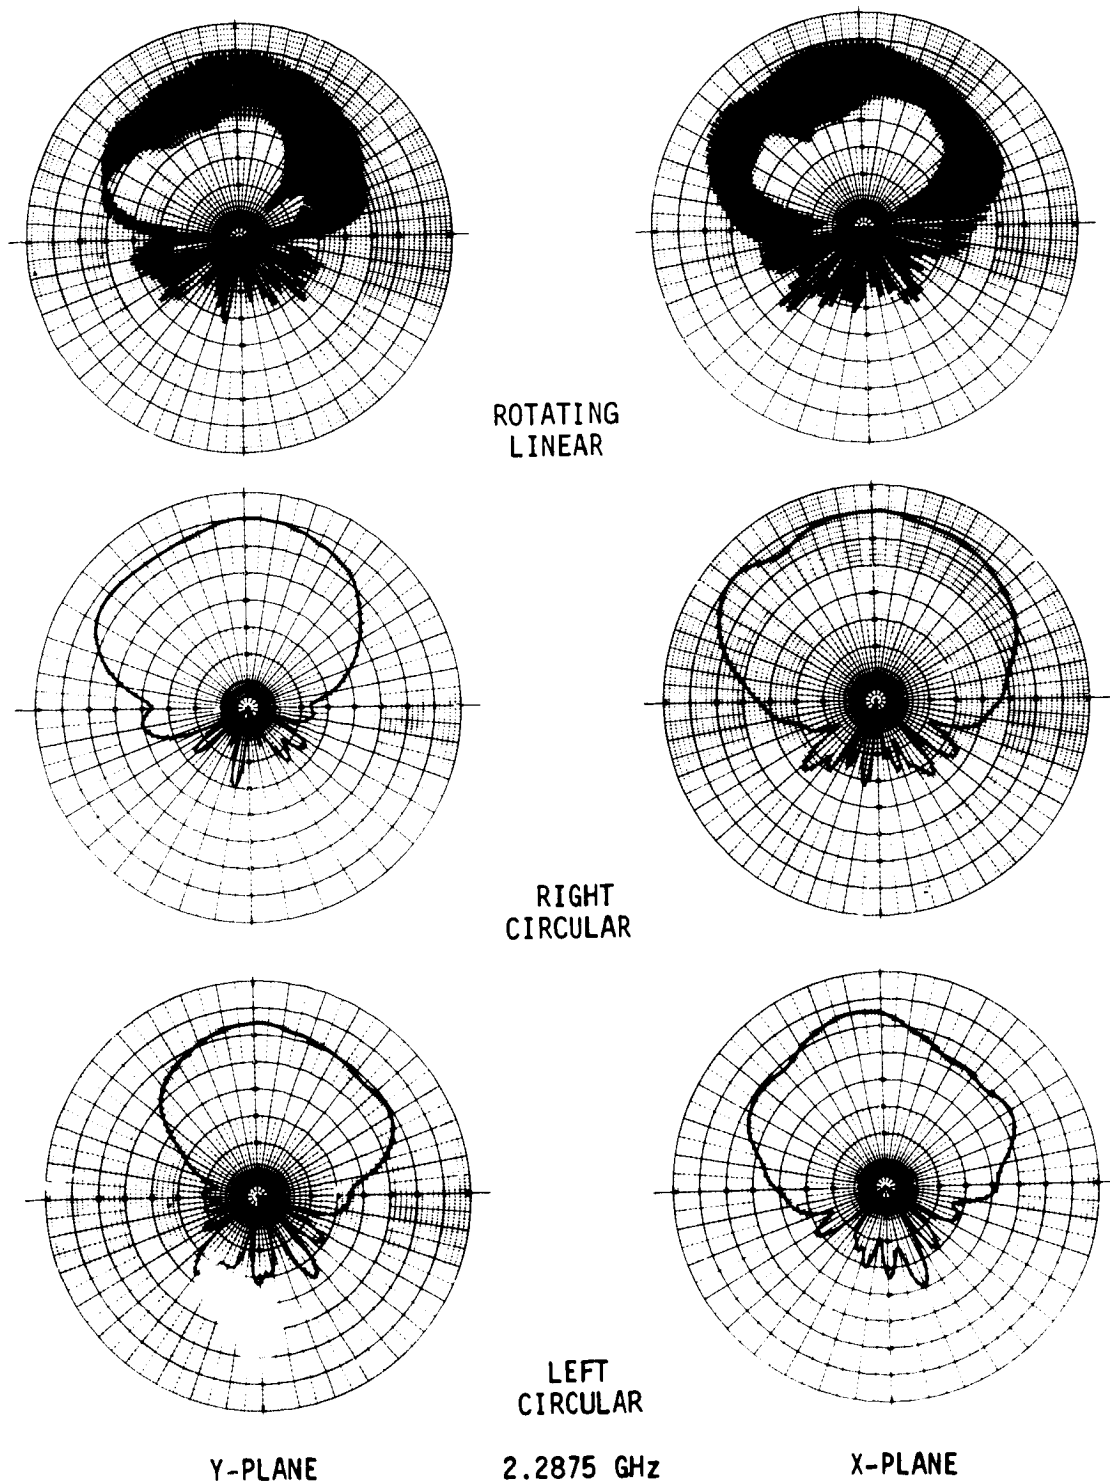 ROTATING
LINEAR
RIGHT
CIRCULAR
LEFT
CIRCULAR
Y-PLANE
2.2875 GHz
X-PLANE